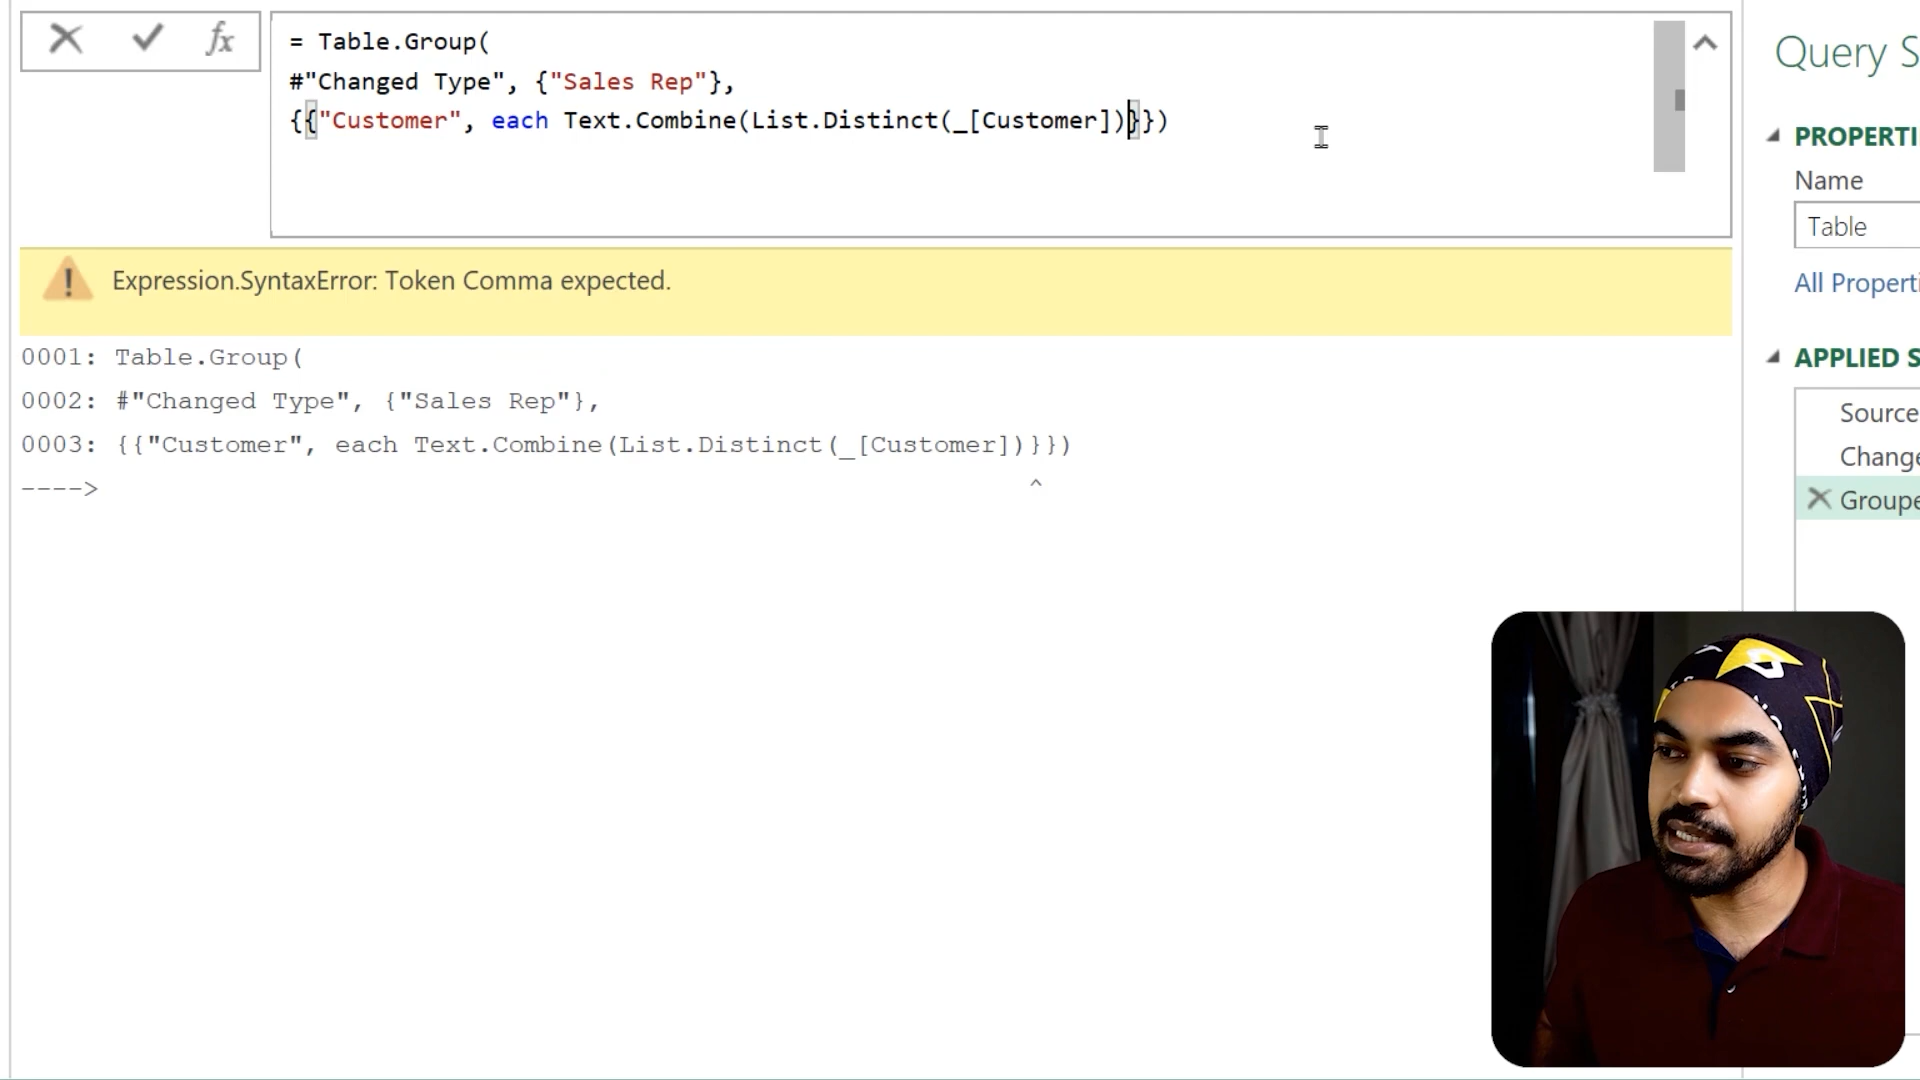 fx
= Table.Group(
#"Changed Type", {"Sales Rep"},
{{"Customer", each Text.Combine(List.Distinct(_[Customer])}})
Expression.SyntaxError: Token Comma expected.
0001: Table.Group(
0002: #"Changed Type", {"Sales Rep"},
0003: {{"Customer", each Text.Combine(List.Distinct(_[Customer])}})
----> ^
Query S
PROPERTI
Name
Table
All Properti
APPLIED S
Source
Change
Groupe